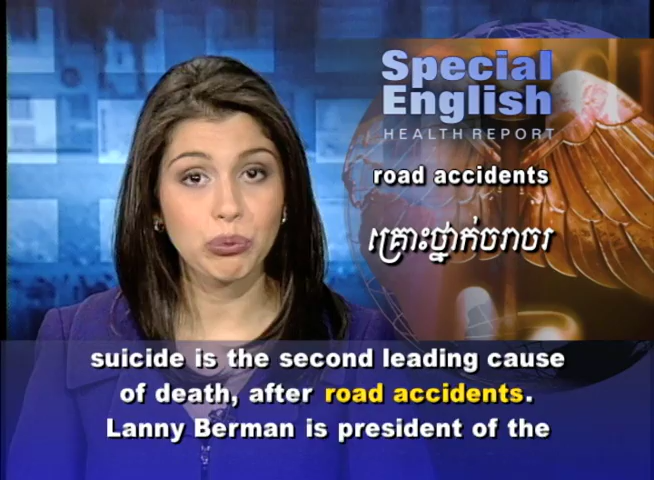 Special
English
HEALTH REPORT
road accidents
គ្រោះថ្នាក់ចរាចរ
suicide is the second leading cause
of death, after road accidents.
Lanny Berman is president of the